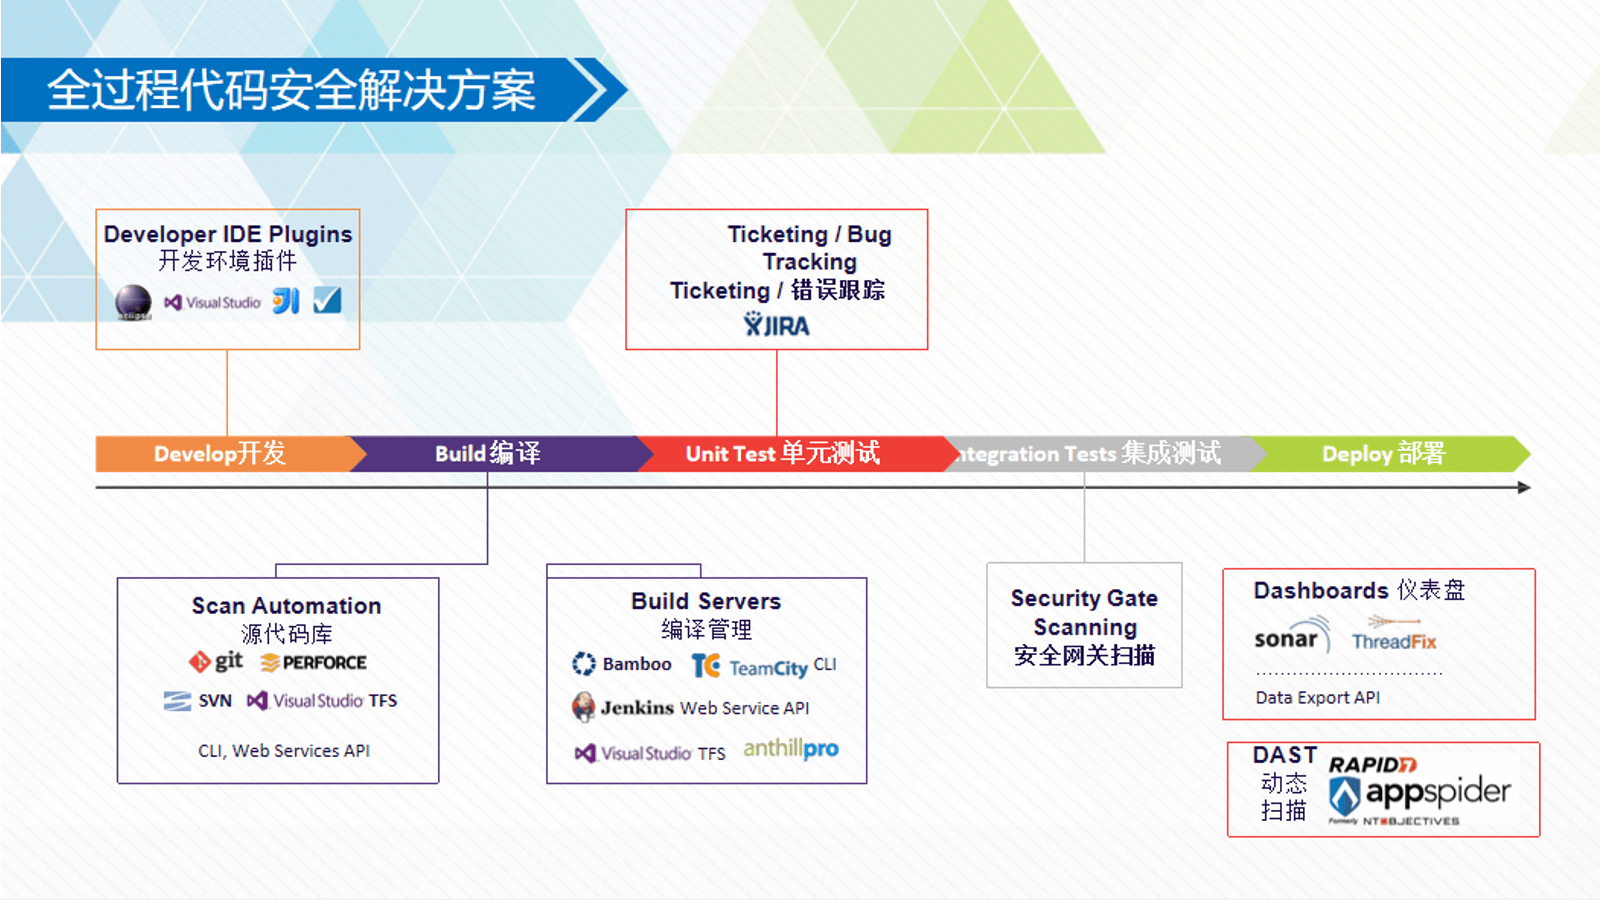 全过程代码安全解决方案
Developer IDE Plugins
开发环境插件
eclipse
Visual Studio
Ticketing / Bug
Tracking
Ticketing / 错误跟踪
JIRA
Develop开发
Build 编译
Unit Test 单元测试
ntegration Tests 集成测试
Deploy 部署
Scan Automation
源代码库
git PERFORCE
SVN Visual Studio TFS
CLI, Web Services API
Build Servers
编译管理
Bamboo TC TeamCity CLI
Jenkins Web Service API
Visual Studio TFS anthillpro
Security Gate
Scanning
安全网关扫描
Dashboards 仪表盘
sonar ThreadFix
Data Export API
DAST
动态
扫描
RAPID7
appspider
Formerly NTOBJECTIVES